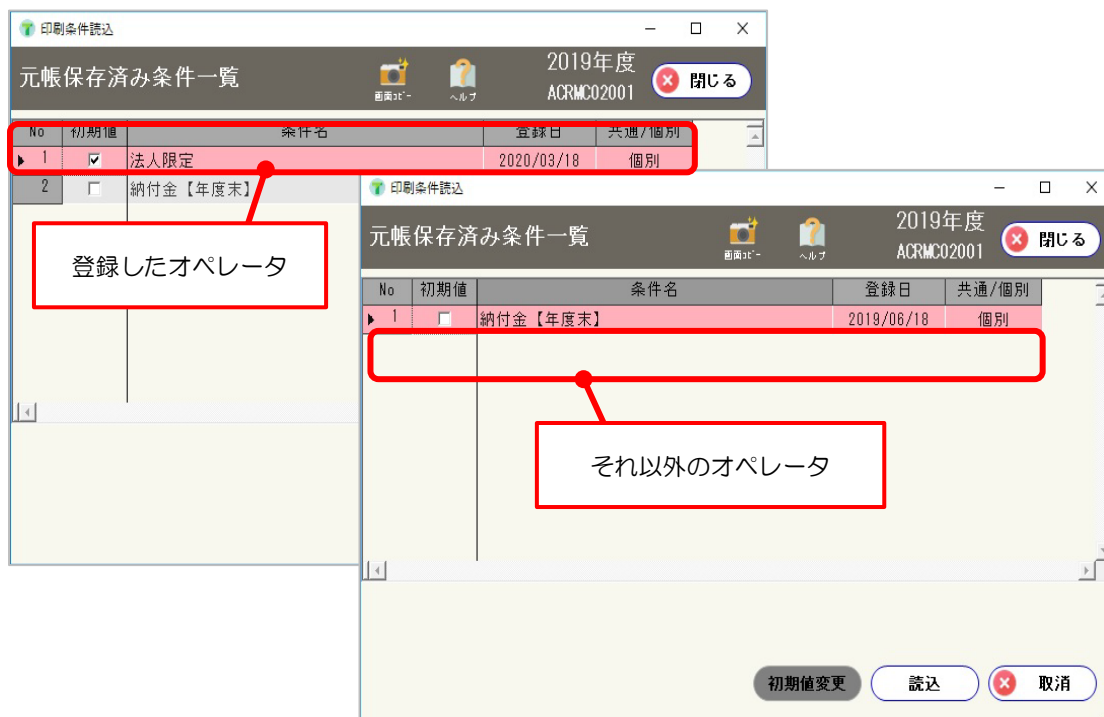 印刷条件読込
元帳保存済み条件一覧
画面ｺﾋﾟｰ
ヘルプ
2019年度
ACRMC02001
閉じる
No 初期値 条件名 登録日 共通/個別
1 法人限定 2020/03/18 個別
2 納付金【年度末】
登録したオペレータ
印刷条件読込
元帳保存済み条件一覧
画面ｺﾋﾟｰ
ヘルプ
2019年度
ACRMC02001
閉じる
No 初期値 条件名 登録日 共通/個別
1 納付金【年度末】 2019/06/18 個別
それ以外のオペレータ
初期値変更 読込 取消